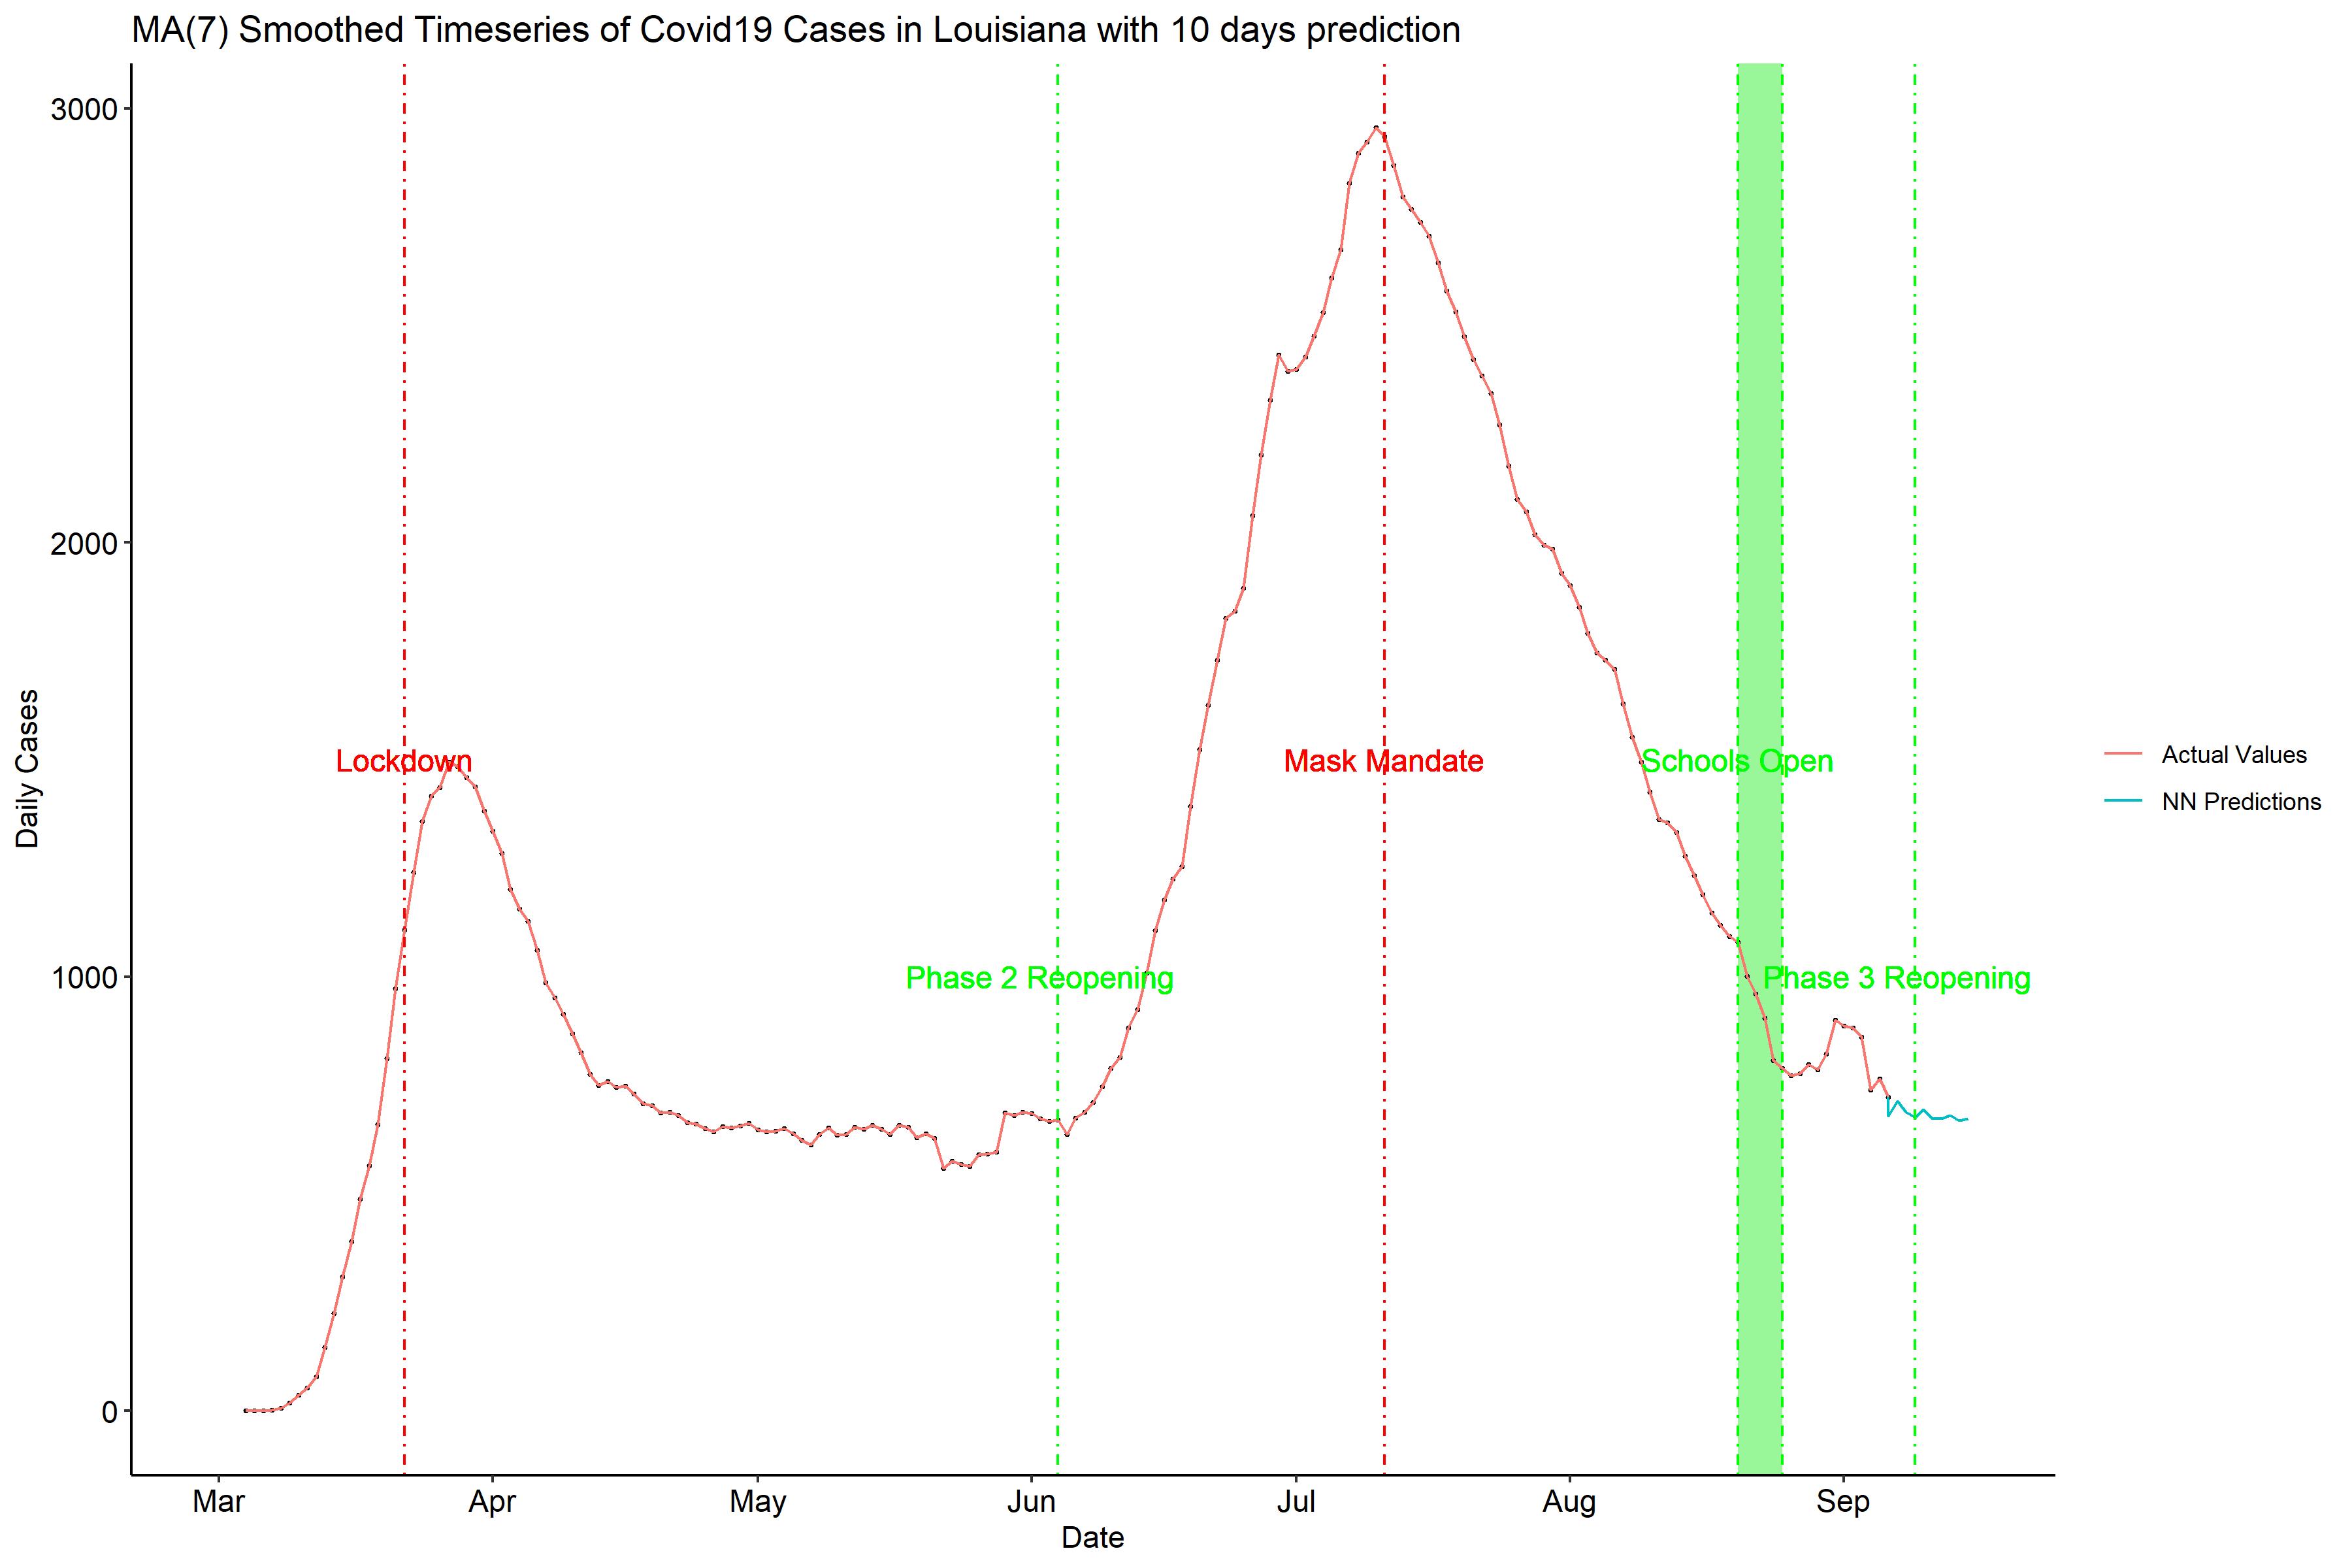 MA(7) Smoothed Timeseries of Covid19 Cases in Louisiana with 10 days prediction
3000
2000
1000
0
Daily Cases
Lockdown
Mask Mandate
Schools Open
Phase 2 Reopening
Phase 3 Reopening
Actual Values
NN Predictions
Mar
Apr
May
Jun
Jul
Aug
Sep
Date